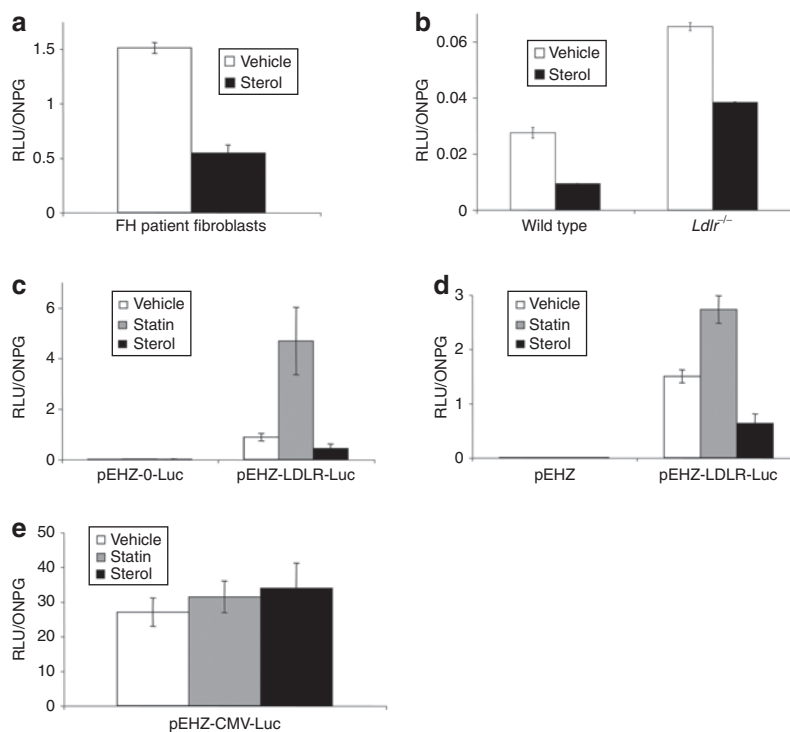 a
1.5
1
0.5
0
RLU/ONPG
Vehicle
Sterol
FH patient fibroblasts
b
0.06
0.04
0.02
0
RLU/ONPG
Vehicle
Sterol
Wild type
Ldlr–/–
c
6
4
2
0
RLU/ONPG
Vehicle
Statin
Sterol
pEHZ-0-Luc
pEHZ-LDLR-Luc
d
3
2
1
0
RLU/ONPG
Vehicle
Statin
Sterol
pEHZ
pEHZ-LDLR-Luc
e
50
40
30
20
10
0
RLU/ONPG
Vehicle
Statin
Sterol
pEHZ-CMV-Luc